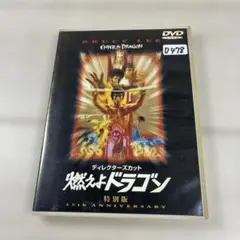 BRUCE LEE
ENTER THE DRAGON
DVD
D478
ディレクターズカット
燃えよドラゴン
特別版
25TH ANNIVERSARY